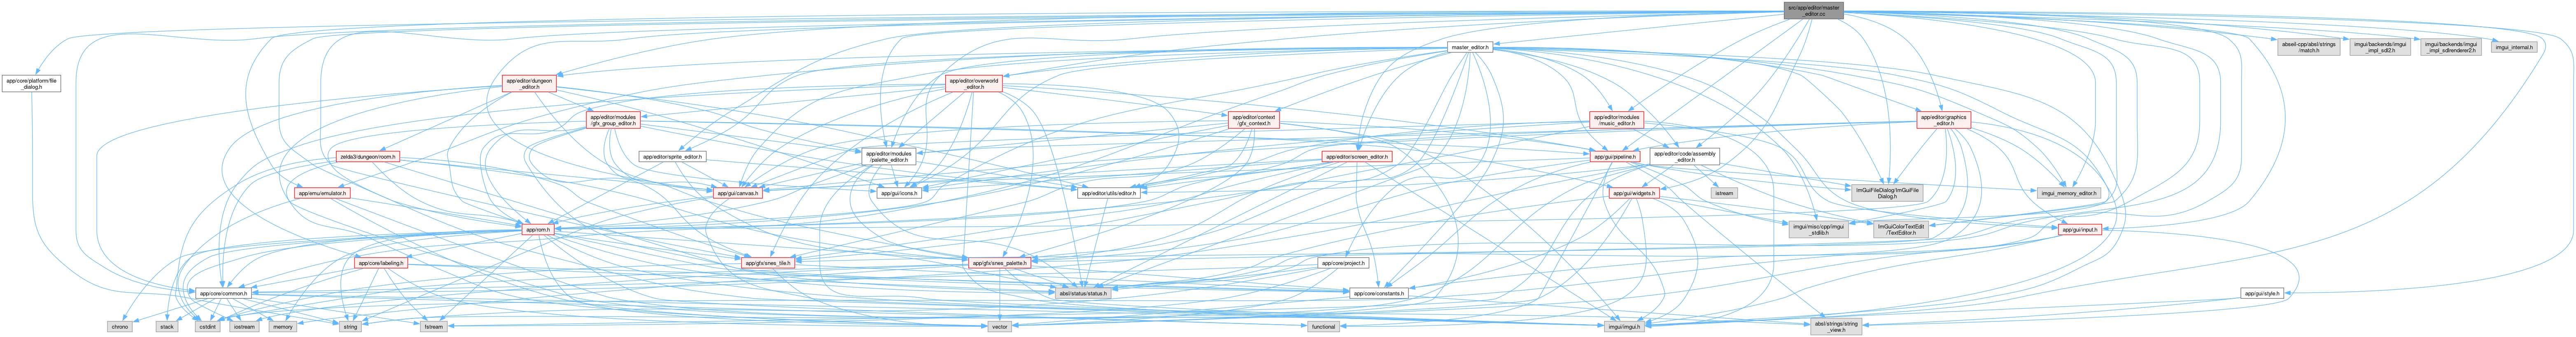 src/app/editor/master
_editor.cc
master_editor.h
abseil-cpp/absl/strings
/match.h
imgui/backends/imgui
_impl_sdl2.h
imgui/backends/imgui
_impl_sdlrenderer2.h
imgui_internal.h
app/core/platform/file
_dialog.h
app/editor/dungeon
_editor.h
app/editor/overworld
_editor.h
app/editor/modules
/gfx_group_editor.h
app/editor/context
/gfx_context.h
app/editor/modules
/music_editor.h
app/editor/graphics
_editor.h
zelda3/dungeon/room.h
app/editor/sprite_editor.h
app/editor/modules
/palette_editor.h
app/editor/screen_editor.h
app/gui/pipeline.h
app/editor/code/assembly
_editor.h
app/emu/emulator.h
app/gui/canvas.h
app/gui/icons.h
app/editor/utils/editor.h
app/gui/widgets.h
istream
ImGuiFileDialog/ImGuiFile
Dialog.h
imgui_memory_editor.h
app/rom.h
imgui/misc/cpp/imgui
_stdlib.h
ImGuiColorTextEdit
/TextEditor.h
app/gui/input.h
app/core/labeling.h
app/gfx/snes_tile.h
app/gfx/snes_palette.h
app/core/project.h
app/core/common.h
absl/status/status.h
app/core/constants.h
app/gui/style.h
chrono
stack
cstdint
iostream
memory
string
fstream
vector
functional
imgui/imgui.h
absl/strings/string
_view.h